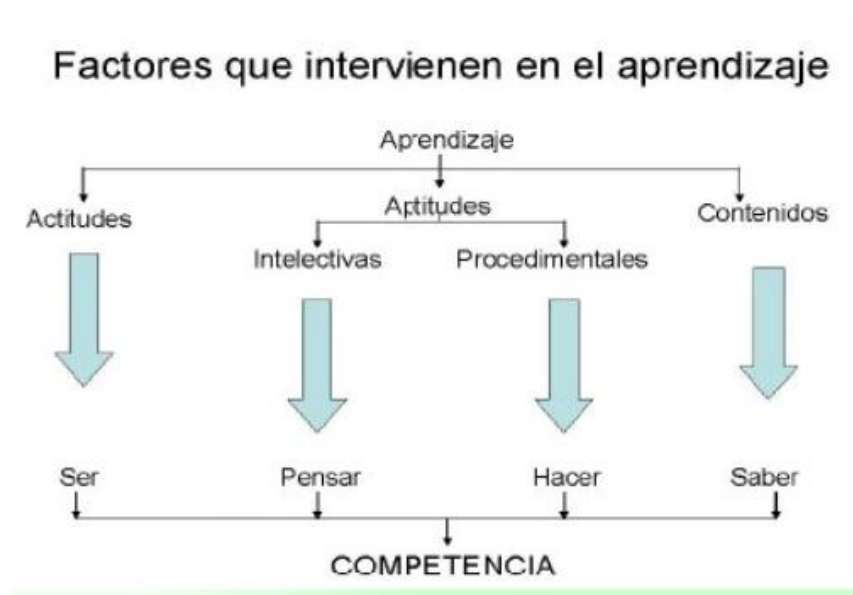 Factores que intervienen en el aprendizaje
Aprendizaje
Actitudes
Aptitudes
Contenidos
Intelectivas
Procedimentales
Ser
Pensar
Hacer
Saber
COMPETENCIA